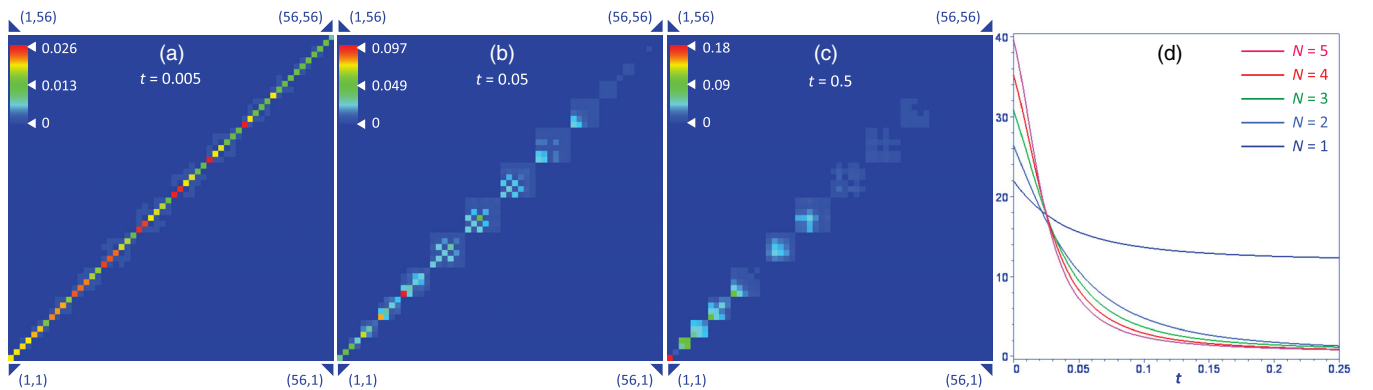 (1,56)
(56,56)
(1,56)
(56,56)
(1,56)
(56,56)
0.026
0.013
0
(a)
t = 0.005
0.097
0.049
0
(b)
t = 0.05
0.18
0.09
0
(c)
t = 0.5
40
30
20
10
0
(d)
N = 5
N = 4
N = 3
N = 2
N = 1
0
0.05
0.1
0.15
0.2
0.25
t
(1,1)
(56,1)
(1,1)
(56,1)
(1,1)
(56,1)